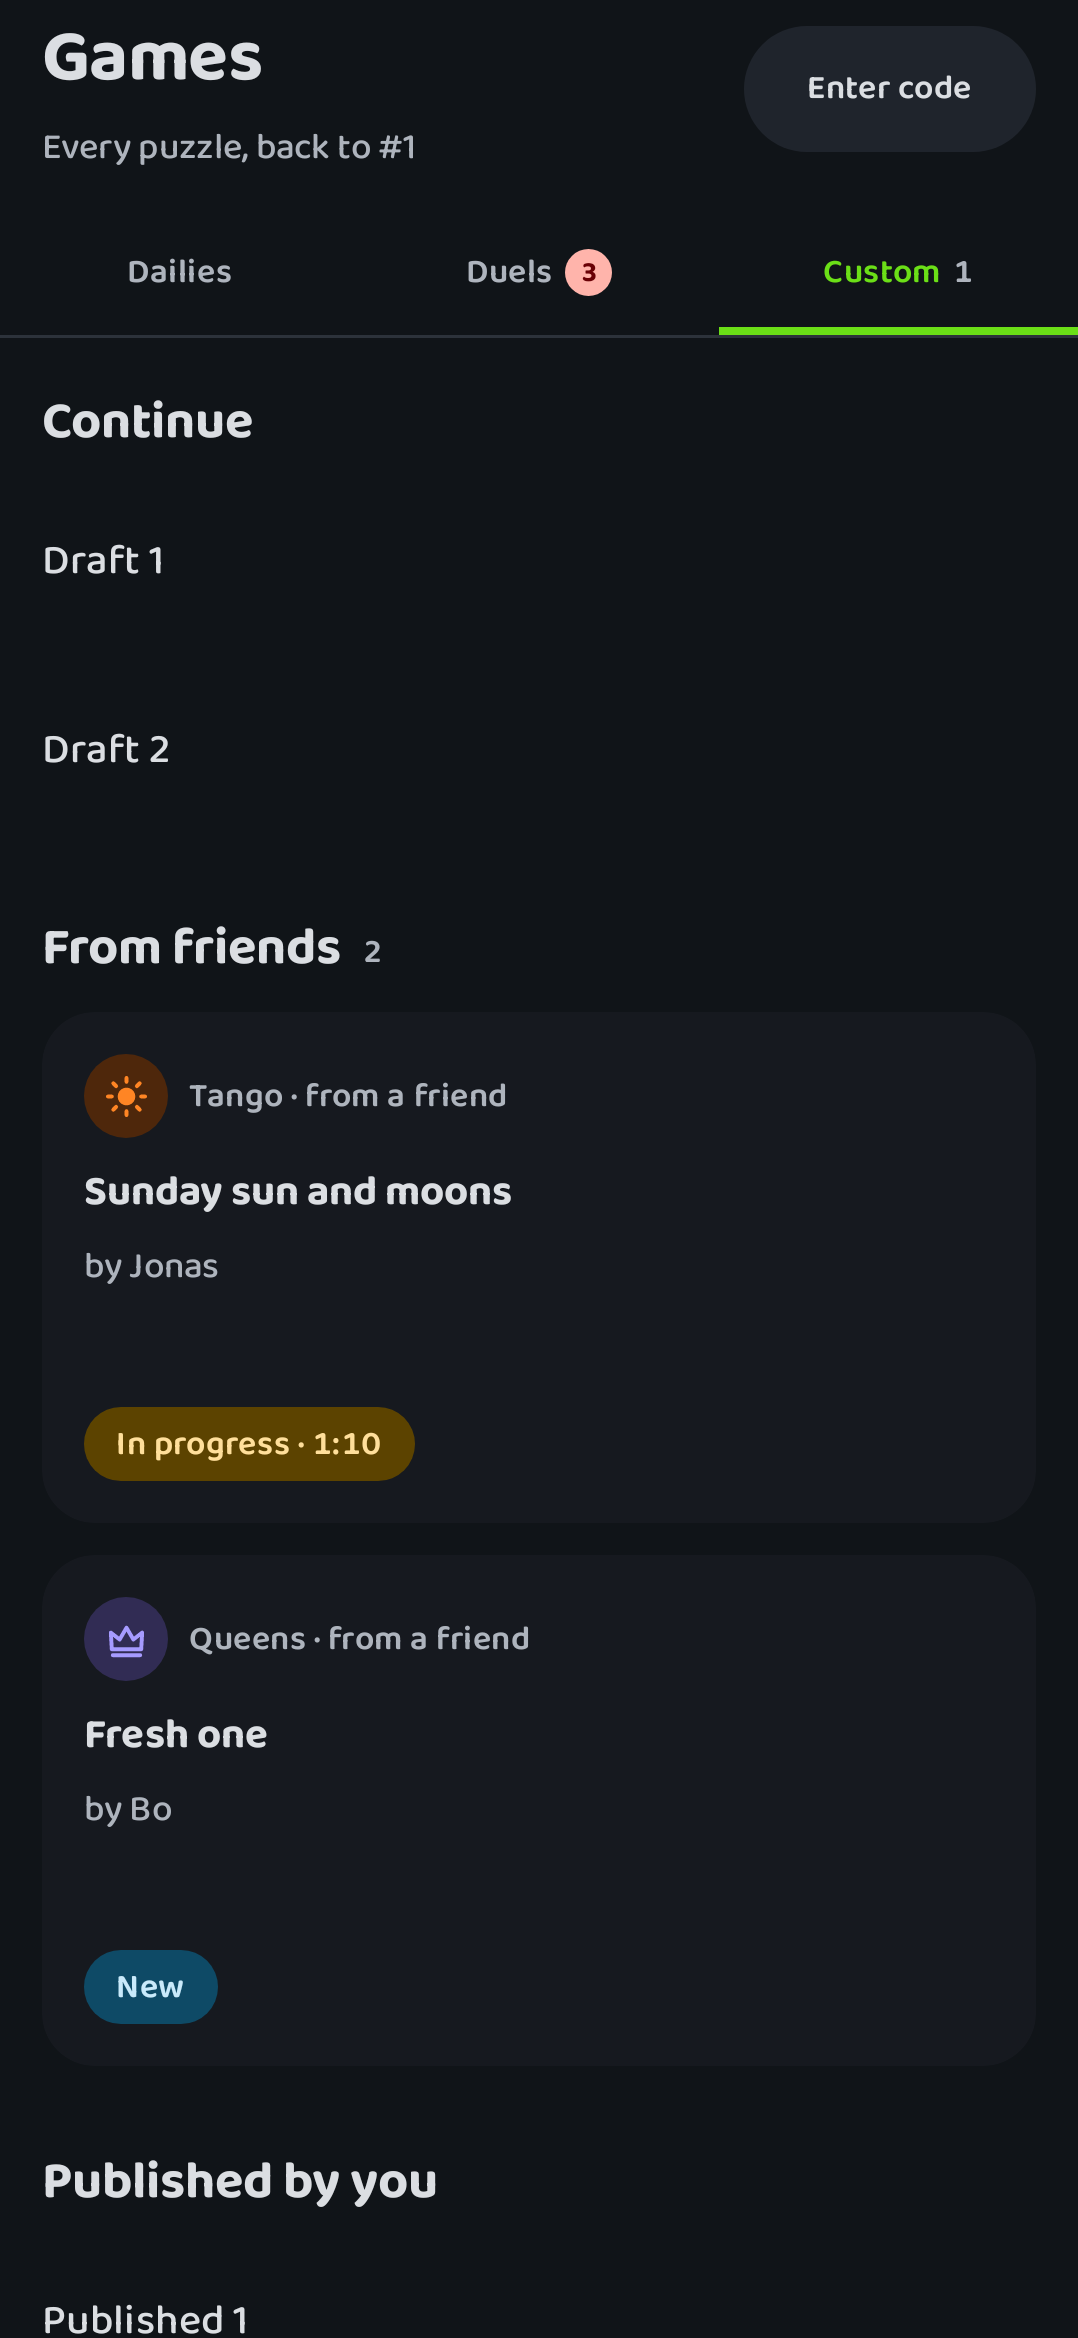 Games
Enter code
Every puzzle, back to #1
Dailies
Duels 3
Custom 1
Continue
Draft 1
Draft 2
From friends 2
Tango · from a friend
Sunday sun and moons
by Jonas
In progress · 1:10
Queens · from a friend
Fresh one
by Bo
New
Published by you
Published 1